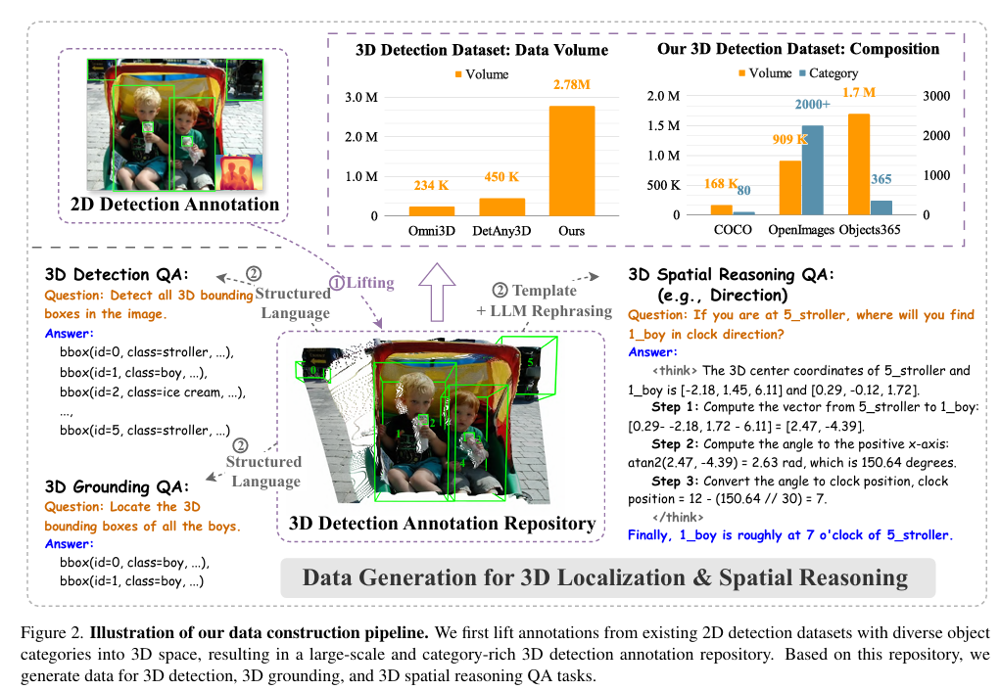 3D Detection Dataset: Data Volume
Volume
3.0 M
2.0 M
1.0 M
0
234 K
450 K
2.78M
Omni3D
DetAny3D
Ours
Our 3D Detection Dataset: Composition
Volume
Category
2.0 M
1.5 M
1.0 M
500 K
0
3000
2000
1000
0
168 K
80
909 K
2000+
1.7 M
365
COCO
OpenImages
Objects365
2D Detection Annotation
3D Detection QA:
Question: Detect all 3D bounding
boxes in the image.
Answer:
bbox(id=0, class=stroller, ...),
bbox(id=1, class=boy, ...),
bbox(id=2, class=ice cream, ...),
...,
bbox(id=5, class=stroller, ...)
② Structured
Language
① Lifting
② Template
+ LLM Rephrasing
② Structured
Language
3D Grounding QA:
Question: Locate the 3D
bounding boxes of all the boys.
Answer:
bbox(id=0, class=boy, ...),
bbox(id=1, class=boy, ...)
0
1
2
4
5
3D Detection Annotation Repository
3D Spatial Reasoning QA:
(e.g., Direction)
Question: If you are at 5_stroller, where will you find
1_boy in clock direction?
Answer:
<think> The 3D center coordinates of 5_stroller and
1_boy is [-2.18, 1.45, 6.11] and [0.29, -0.12, 1.72].
Step 1: Compute the vector from 5_stroller to 1_boy:
[0.29- -2.18, 1.72 - 6.11] = [2.47, -4.39].
Step 2: Compute the angle to the positive x-axis:
atan2(2.47, -4.39) = 2.63 rad, which is 150.64 degrees.
Step 3: Convert the angle to clock position, clock
position = 12 - (150.64 // 30) = 7.
</think>
Finally, 1_boy is roughly at 7 o'clock of 5_stroller.
Data Generation for 3D Localization & Spatial Reasoning
Figure 2. Illustration of our data construction pipeline. We first lift annotations from existing 2D detection datasets with diverse object
categories into 3D space, resulting in a large-scale and category-rich 3D detection annotation repository. Based on this repository, we
generate data for 3D detection, 3D grounding, and 3D spatial reasoning QA tasks.